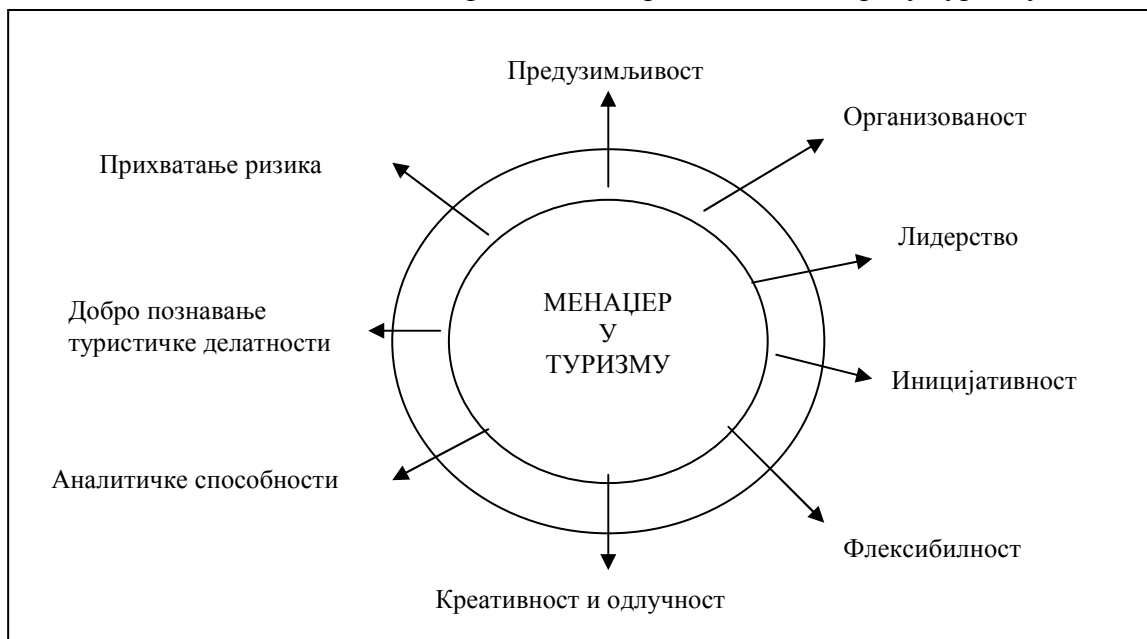 Предузимљивост
Организованост
Прихватање ризика
Лидерство
МЕНАЏЕР
У
ТУРИЗМУ
Добро познавање
туристичке делатности
Иницијативност
Аналитичке способности
Флексибилност
Креативност и одлучност